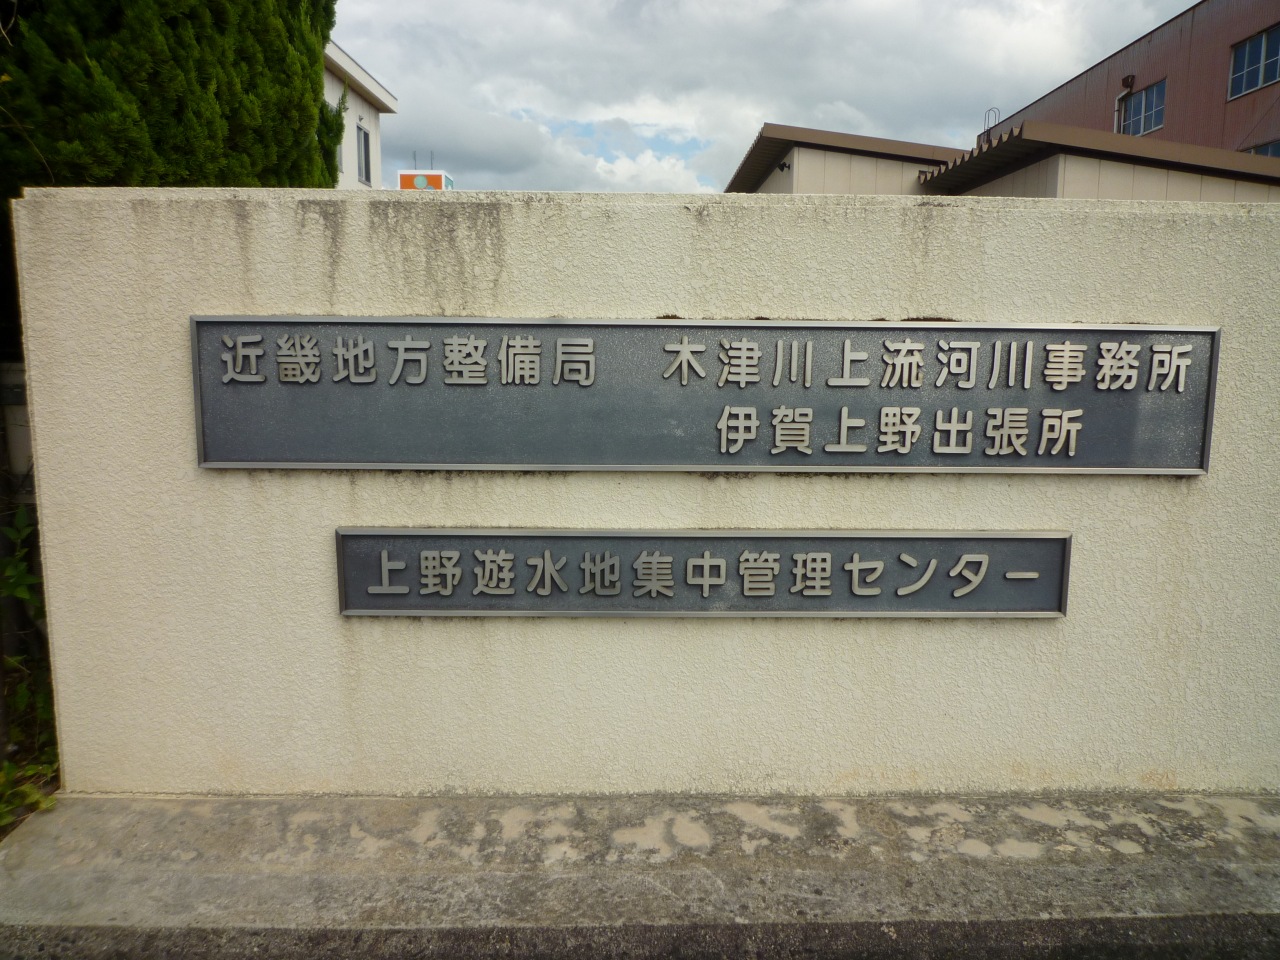 近畿地方整備局　木津川上流河川事務所
伊賀上野出張所
上野遊水地集中管理センター